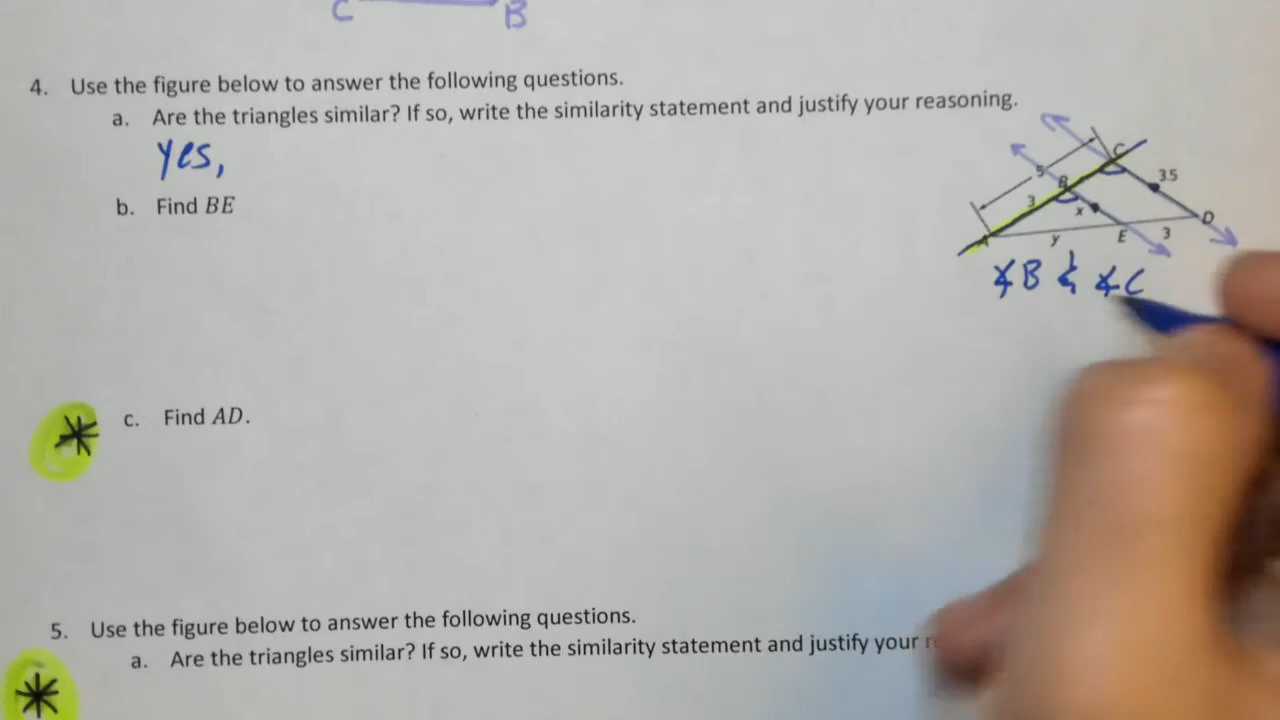 C B
4. Use the figure below to answer the following questions.
a. Are the triangles similar? If so, write the similarity statement and justify your reasoning.
yes,
C
5
3.5
B
3
x
D
A
y
E
3
∡B & ∡C
b. Find BE
c. Find AD.
*
5. Use the figure below to answer the following questions.
a. Are the triangles similar? If so, write the similarity statement and justify your
*